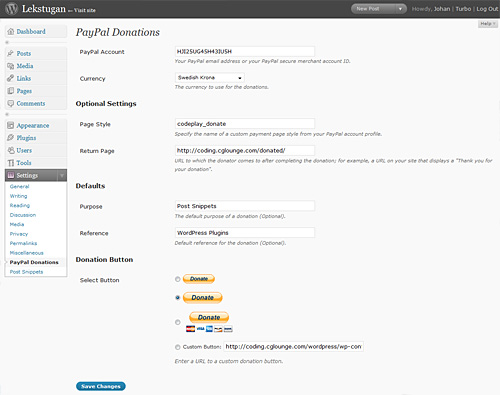 Lekstugan ← Visit site
New Post
Howdy, Johan | Turbo | Log Out
Help
Dashboard
Posts
Media
Links
Pages
Comments
Appearance
Plugins
Users
Tools
Settings
General
Writing
Reading
Discussion
Media
Privacy
Permalinks
Miscellaneous
PayPal Donations
Post Snippets
PayPal Donations
PayPal Account
Your PayPal email address or your PayPal secure merchant account ID.
Currency
Swedish Krona
The currency to use for the donations.
Optional Settings
Page Style
codeplay_donate
Specify the name of a custom payment page style from your PayPal account profile.
Return Page
http://coding.cglounge.com/donated/
URL to which the donator comes to after completing the donation; for example, a URL on your site that displays a "Thank you for your donation".
Defaults
Purpose
Post Snippets
The default purpose of a donation (Optional).
Reference
WordPress Plugins
Default reference for the donation (Optional).
Donation Button
Select Button
Donate
Donate
Donate
Custom Button:
http://coding.cglounge.com/wordpress/wp-con
Enter a URL to a custom donation button.
Save Changes